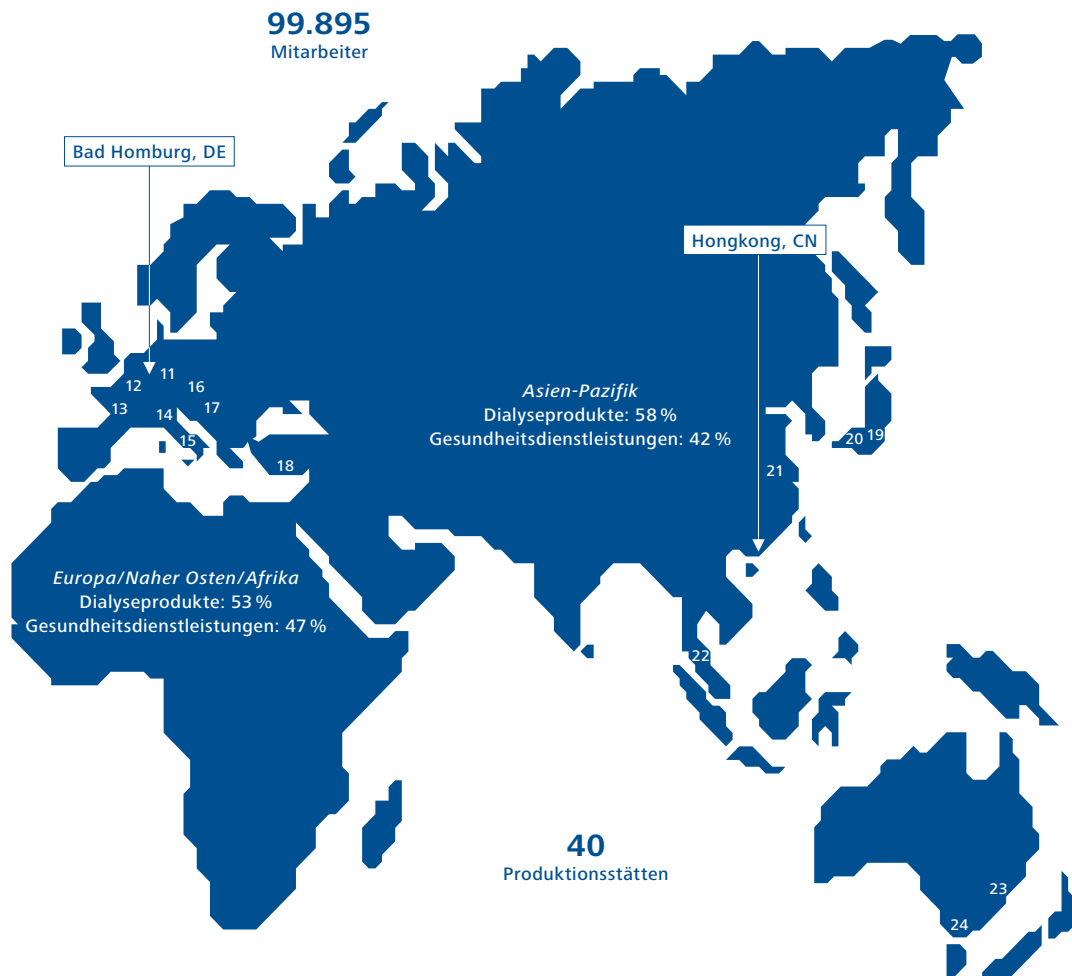 99.895
Mitarbeiter
Bad Homburg, DE
Hongkong, CN
11
12
16
13
14
17
15
18
Asien-Pazifik
Dialyseprodukte: 58 %
Gesundheitsdienstleistungen: 42 %
19
20
21
Europa/Naher Osten/Afrika
Dialyseprodukte: 53 %
Gesundheitsdienstleistungen: 47 %
22
40
Produktionsstätten
23
24